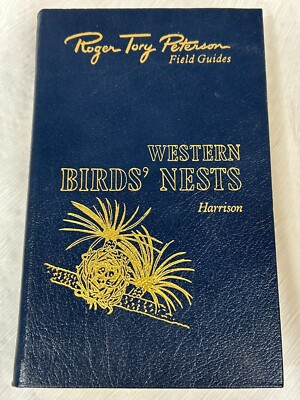 Roger Tory Peterson
Field Guides
WESTERN
BIRDS' NESTS
Harrison